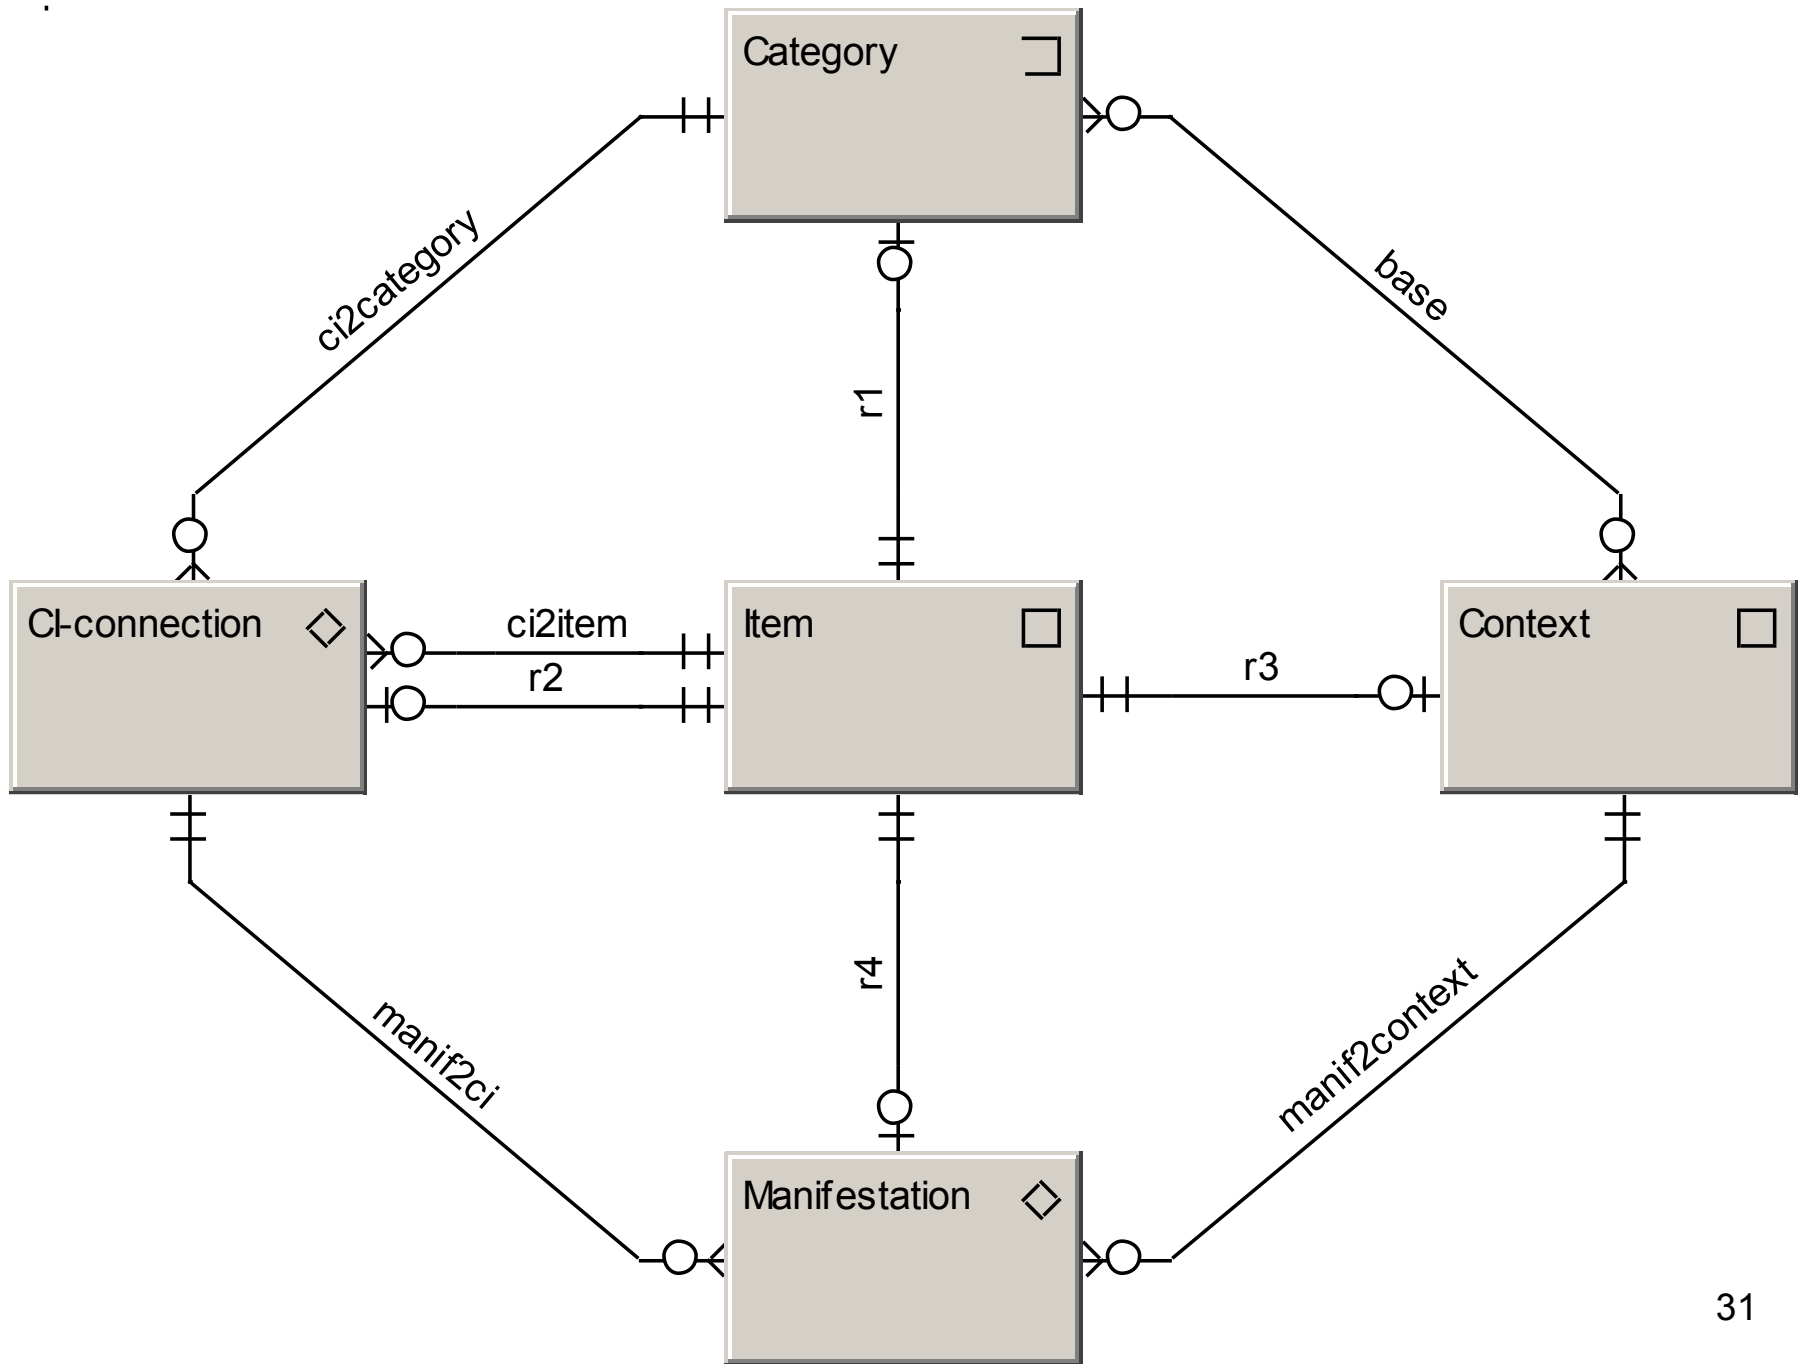 Category
ci2category
base
r1
CI-connection
ci2item
Item
Context
r2
r3
r4
manif2ci
manif2context
Manifestation
31